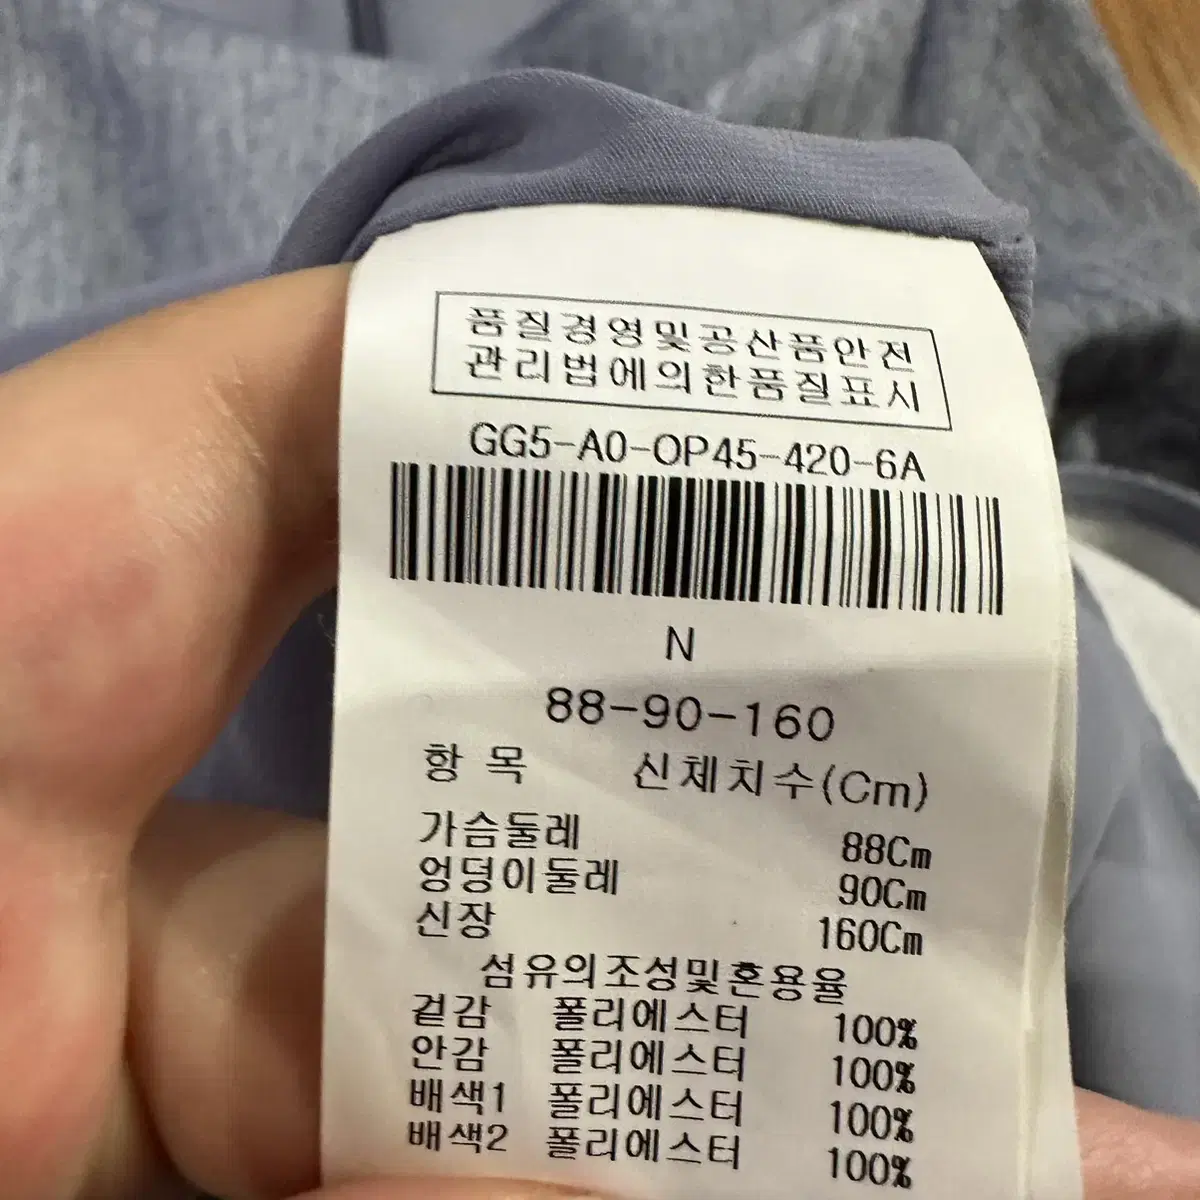 품질경영및공산품안전
관리법에의한품질표시
GG5-A0-OP45-420-6A
N
88-90-160
항 목 신체치수(Cm)
가슴둘레 88Cm
엉덩이둘레 90Cm
신장 160Cm
섬유의조성및혼용율
겉감 폴리에스터 100%
안감 폴리에스터 100%
배색1 폴리에스터 100%
배색2 폴리에스터 100%